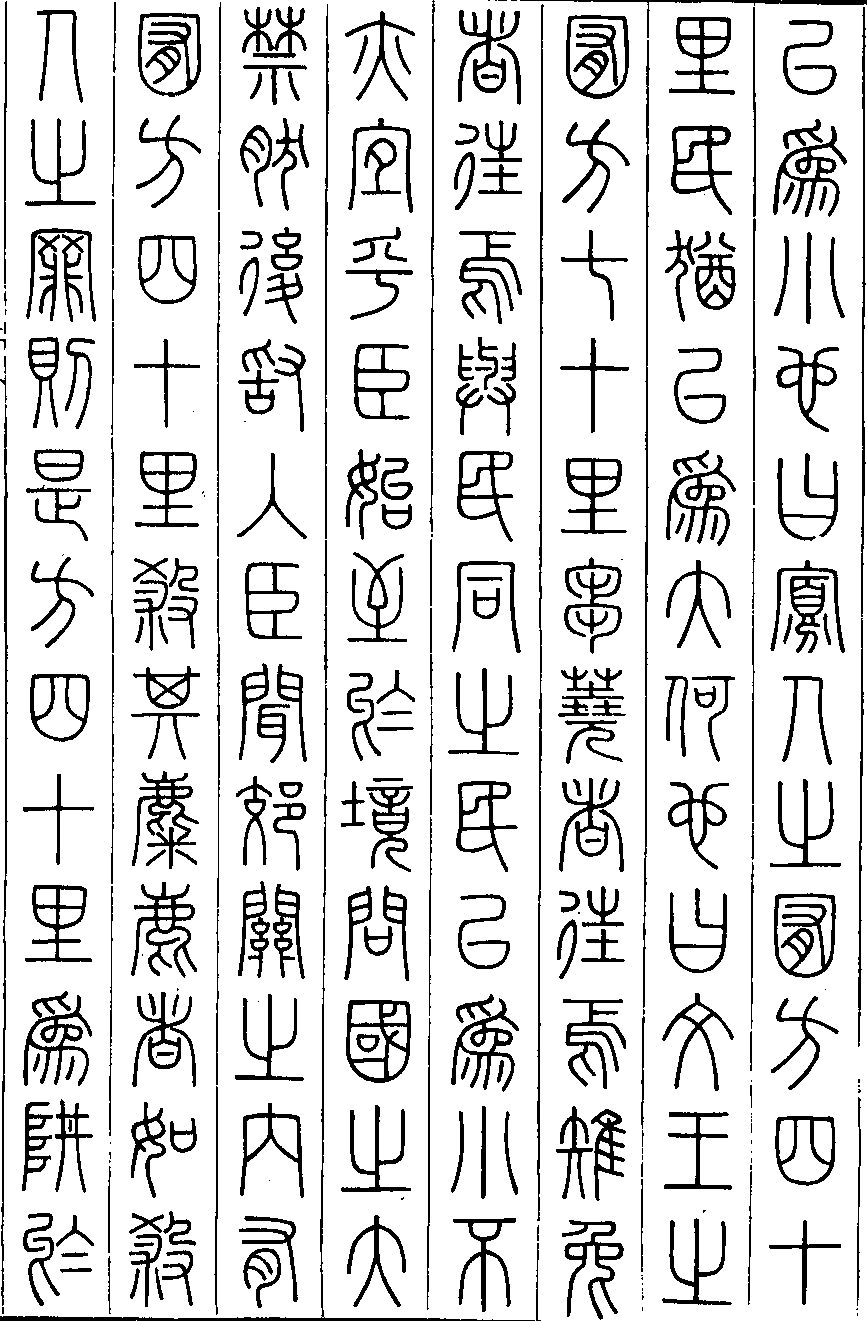 以為小也曰寡人之囿方四十
里民猶以為大何也曰文王之
囿方七十里芻蕘者往焉雉兔
者往焉與民同之民以為小不
亦宜乎臣始至於境問國之大
禁然後敢入臣聞郊關之內有
囿方四十里殺其麋鹿者如殺
人之罪則是方四十里為阱於